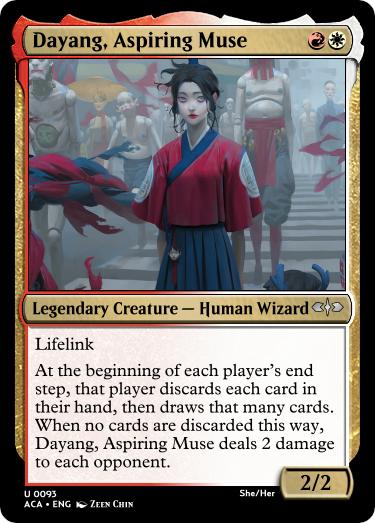 Dayang, Aspiring Muse
Legendary Creature — Human Wizard
Lifelink
At the beginning of each player's end
step, that player discards each card in
their hand, then draws that many cards.
When no cards are discarded this way,
Dayang, Aspiring Muse deals 2 damage
to each opponent.
2/2
U 0093
She/Her
ACA • ENG Zeen Chin